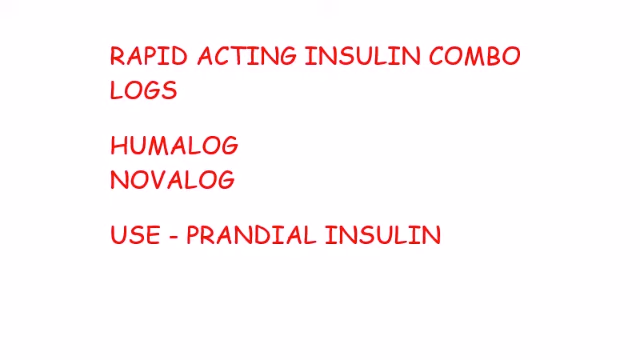 RAPID ACTING INSULIN COMBO
LOGS
HUMALOG
NOVALOG
USE - PRANDIAL INSULIN